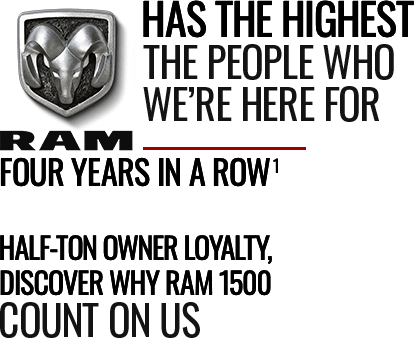 HAS THE HIGHEST
THE PEOPLE WHO
WE'RE HERE FOR
RAM
FOUR YEARS IN A ROW¹
HALF-TON OWNER LOYALTY,
DISCOVER WHY RAM 1500
COUNT ON US